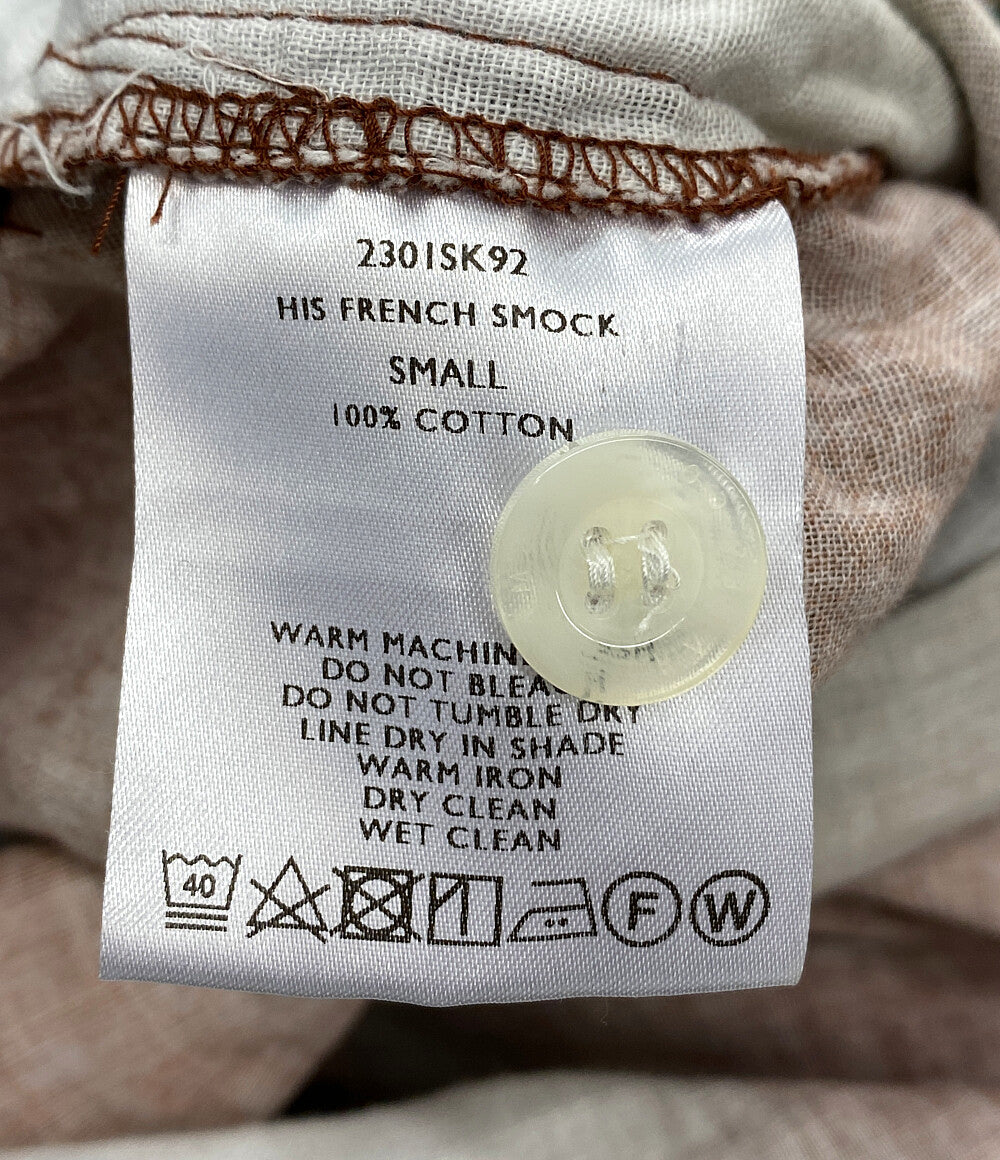 2301SK92
HIS FRENCH SMOCK
SMALL
100% COTTON
WARM
DO NOT
DO NOT TUMBLE DRY
LINE DRY IN SHADE
WARM IRON
DRY CLEAN
WET CLEAN
40 F W